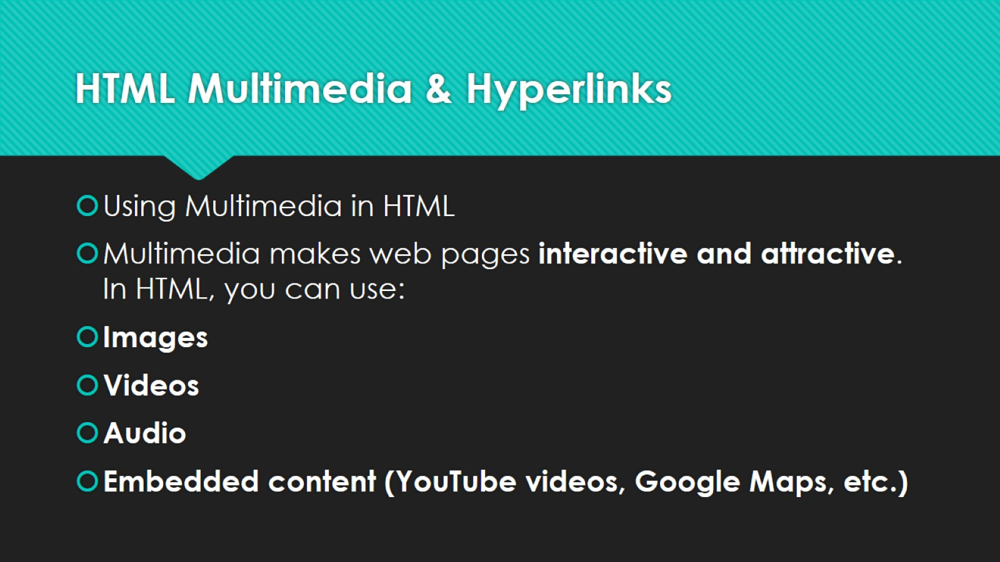 HTML Multimedia & Hyperlinks
Using Multimedia in HTML
Multimedia makes web pages interactive and attractive.
In HTML, you can use:
Images
Videos
Audio
Embedded content (YouTube videos, Google Maps, etc.)